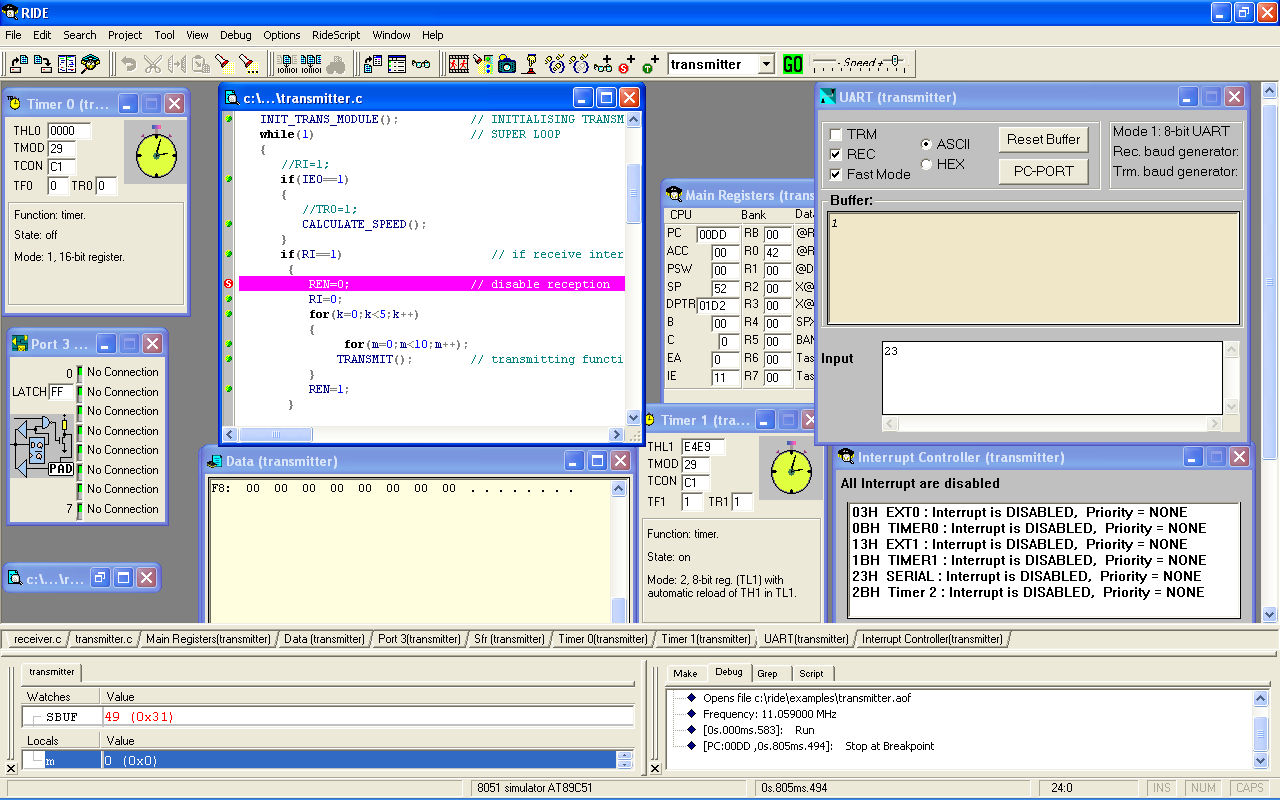 RIDE
File Edit Search Project Tool View Debug Options RideScript Window Help
transmitter GO - Speed +
Timer 0 (tr...
THL0 0000
TMOD 29
TCON C1
TF0 0 TR0 0
Function: timer.
State: off
Mode: 1, 16-bit register.
c:\...\transmitter.c
INIT_TRANS_MODULE(); // INITIALISING TRANSM
while(1) // SUPER LOOP
{
//RI=1;
if(IE0==1)
{
//TR0=1;
CALCULATE_SPEED();
}
if(RI==1) // if receive inter
{
REN=0; // disable reception
RI=0;
for(k=0;k<5;k++)
{
for(m=0;m<10;m++);
TRANSMIT(); // transmitting functi
}
REN=1;
}
Main Registers (trans
CPU Bank Data
PC 00DD RB 00 @R
ACC 00 R0 42 @R
PSW 00 R1 00 @D
SP 52 R2 00 X@
DPTR 01D2 R3 00 X@
B 00 R4 00 SPX
C 0 R5 00 BAN
EA 0 R6 00 Tas
IE 11 R7 00 Tas
UART (transmitter)
TRM
REC
Fast Mode
ASCII
HEX
Reset Buffer
PC-PORT
Mode 1: 8-bit UART
Rec. baud generator:
Trm. baud generator:
Buffer:
1
Input 23
Port 3 ...
0 No Connection
LATCH FF No Connection
No Connection
No Connection
No Connection
PAD No Connection
No Connection
7 No Connection
c:\...\r...
Data (transmitter)
F8: 00 00 00 00 00 00 00 00 . . . . . . . .
Timer 1 (tra...
THL1 E4E9
TMOD 29
TCON C1
TF1 1 TR1 1
Function: timer.
State: on
Mode: 2, 8-bit reg. (TL1) with
automatic reload of TH1 in TL1.
Interrupt Controller (transmitter)
All Interrupt are disabled
03H EXT0 : Interrupt is DISABLED, Priority = NONE
0BH TIMER0 : Interrupt is DISABLED, Priority = NONE
13H EXT1 : Interrupt is DISABLED, Priority = NONE
1BH TIMER1 : Interrupt is DISABLED, Priority = NONE
23H SERIAL : Interrupt is DISABLED, Priority = NONE
2BH Timer 2 : Interrupt is DISABLED, Priority = NONE
receiver.c transmitter.c Main Registers(transmitter) Data (transmitter) Port 3(transmitter) Sfr (transmitter) Timer 0(transmitter) Timer 1(transmitter) UART(transmitter) Interrupt Controller(transmitter)
transmitter
Watches Value
SBUF 49 (0x31)
Locals Value
m 0 (0x0)
Make Debug Grep Script
Opens file c:\ride\examples\transmitter.aof
Frequency: 11.059000 MHz
[0s.000ms.583]: Run
[PC:00DD ,0s.805ms.494]: Stop at Breakpoint
8051 simulator AT89C51 0s.805ms.494 24:0 INS NUM CAPS